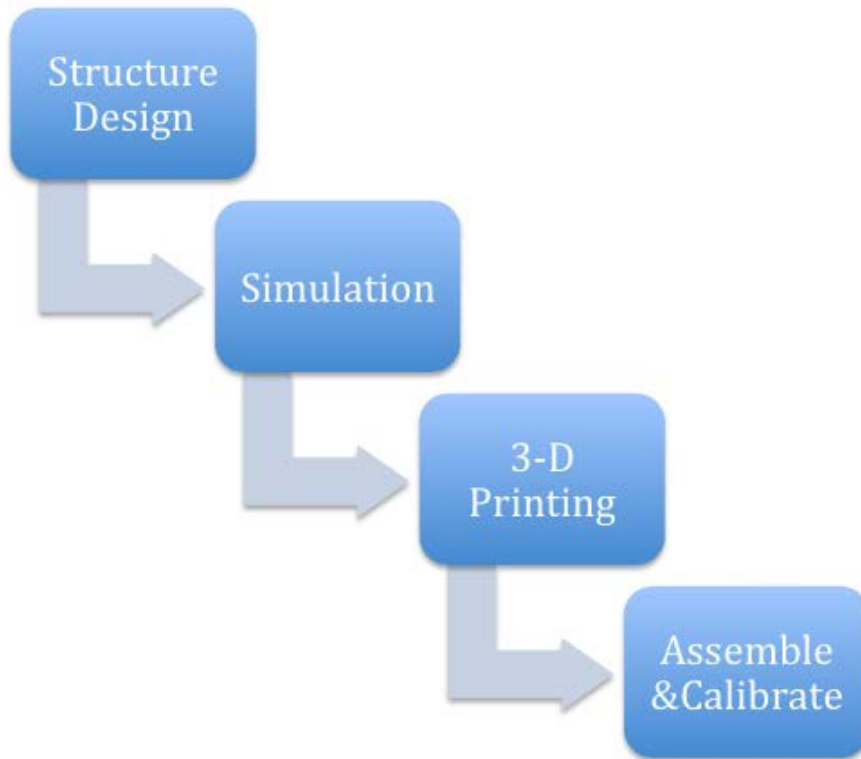 Structure
Design
Simulation
3-D
Printing
Assemble
&Calibrate